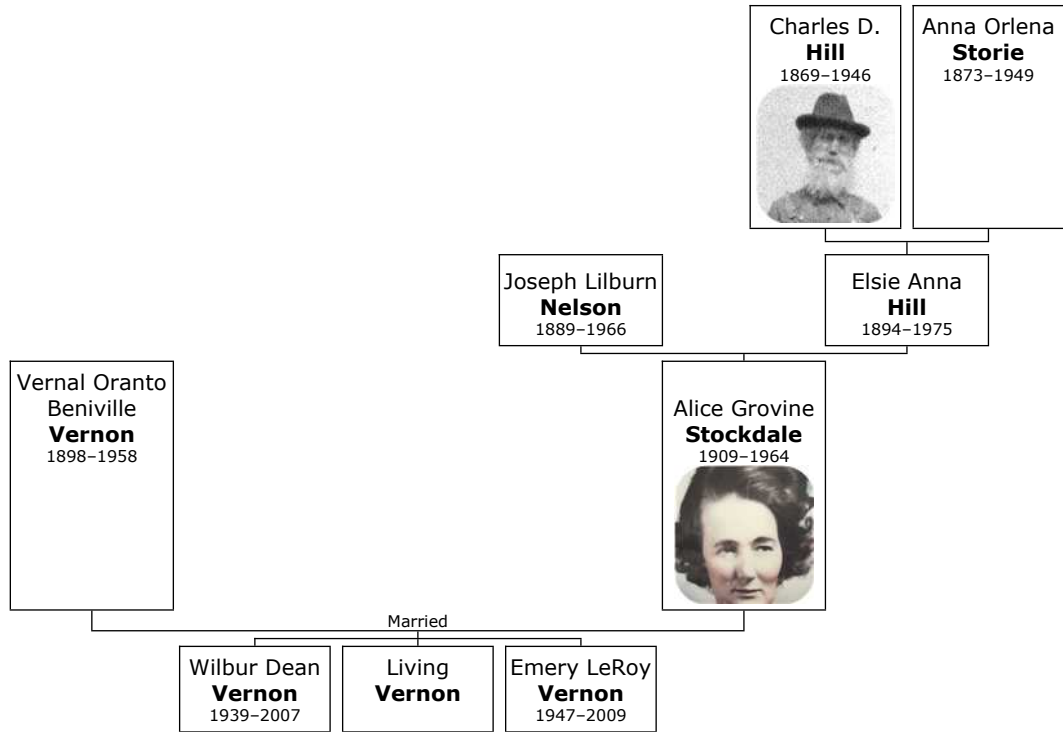 Charles D.
Hill
1869–1946
Anna Orlena
Storie
1873–1949
Joseph Lilburn
Nelson
1889–1966
Elsie Anna
Hill
1894–1975
Vernal Oranto
Beniville
Vernon
1898–1958
Alice Grovine
Stockdale
1909–1964
Married
Wilbur Dean
Vernon
1939–2007
Living
Vernon
Emery LeRoy
Vernon
1947–2009